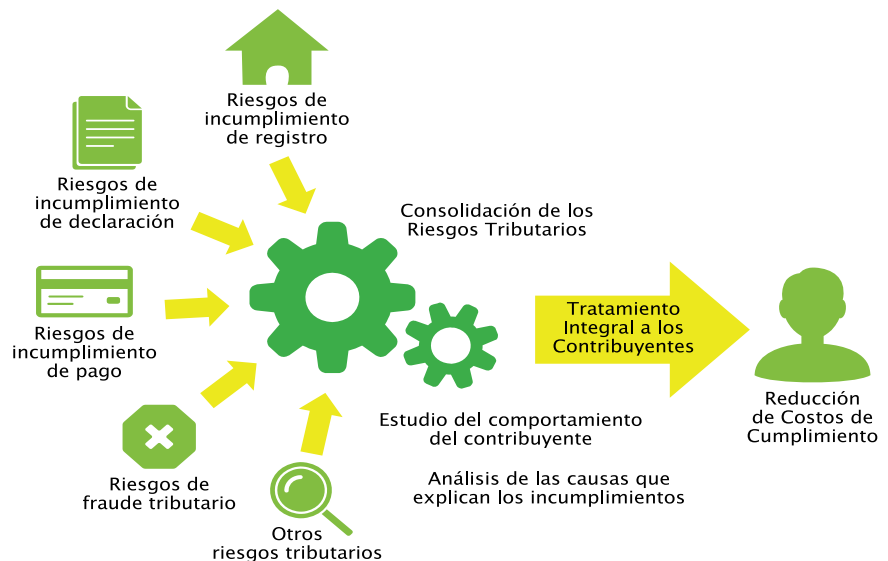 Riesgos de
incumplimiento
de registro
Riesgos de
incumplimiento
de declaración
Riesgos de
incumplimiento
de pago
Riesgos de
fraude tributario
Otros
riesgos tributarios
Consolidación de los
Riesgos Tributarios
Estudio del comportamiento
del contribuyente
Análisis de las causas que
explican los incumplimientos
Tratamiento
Integral a los
Contribuyentes
Reducción
de Costos de
Cumplimiento